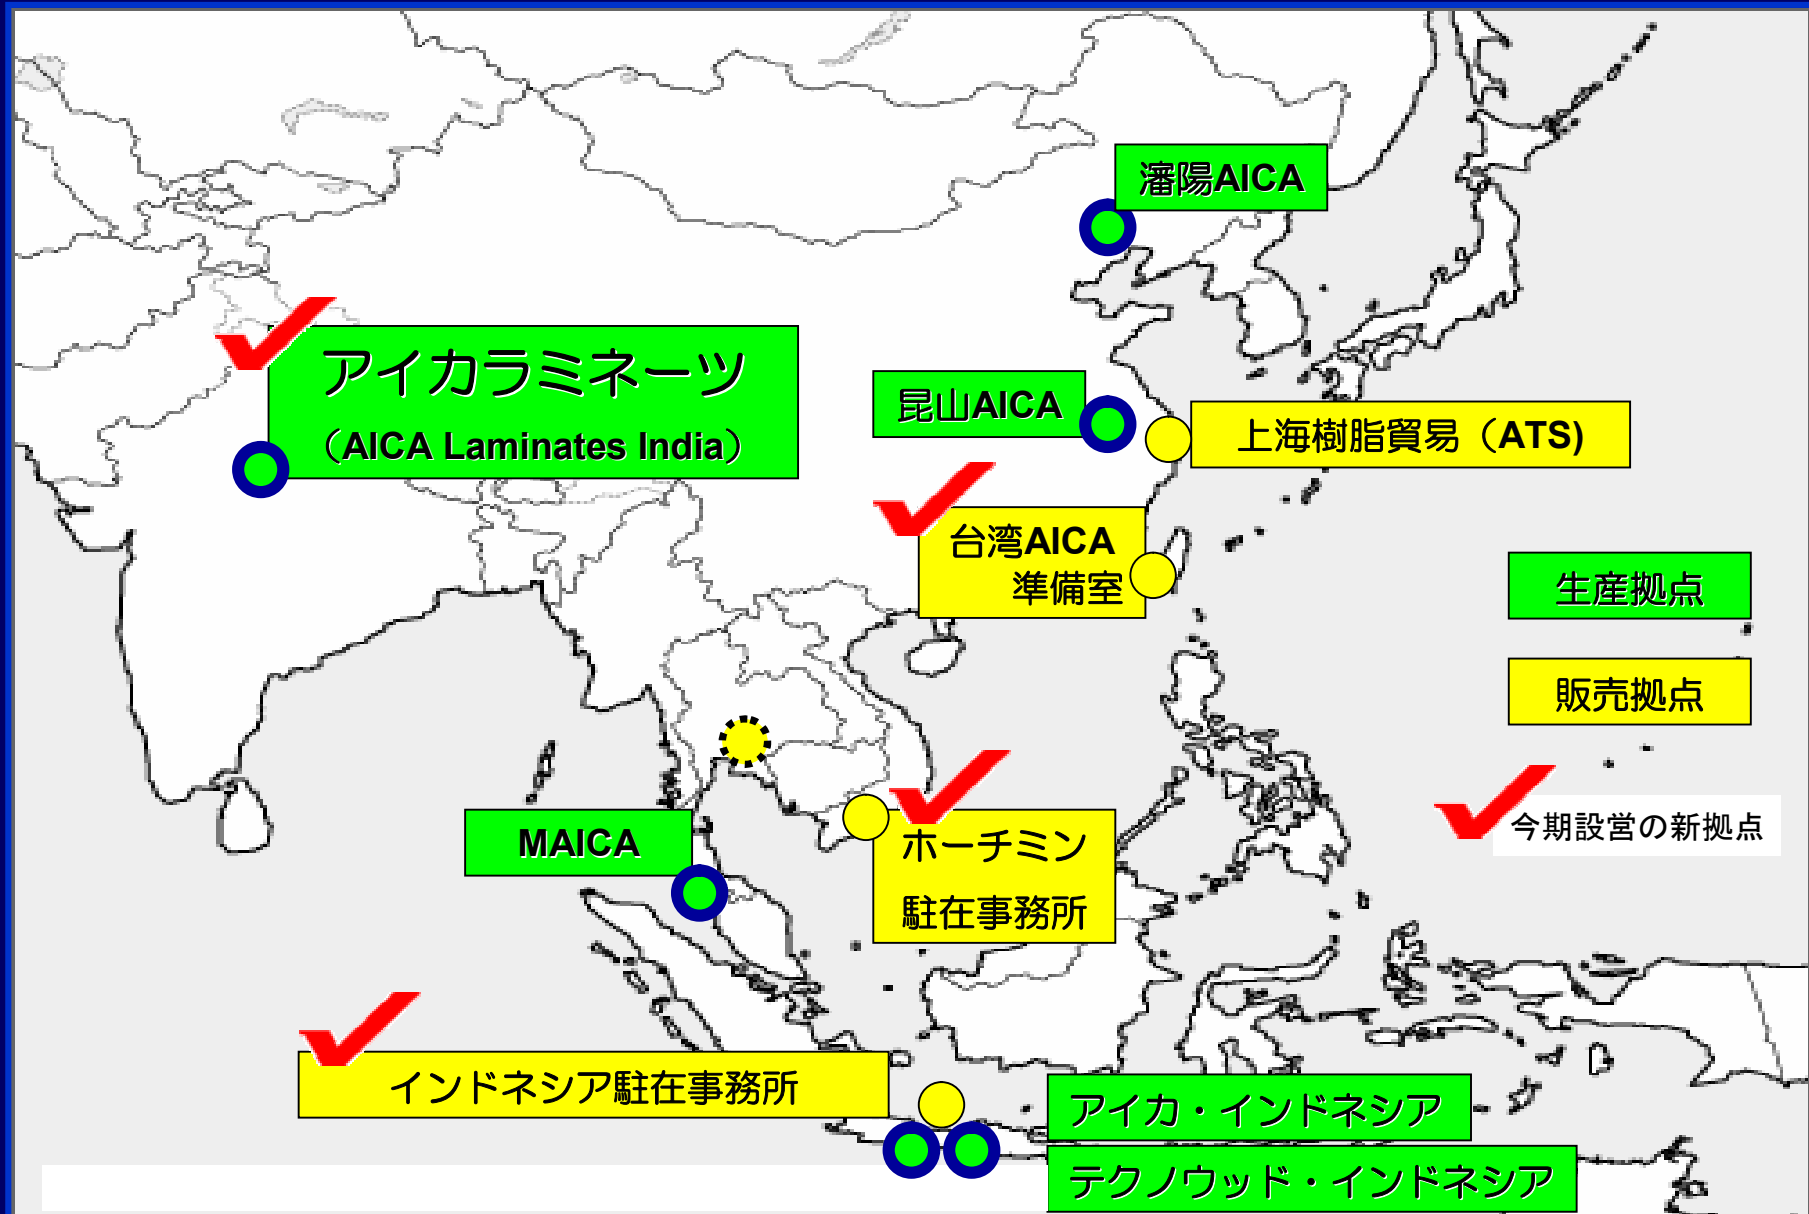 瀋陽AICA
アイカラミネーツ
（AICA Laminates India）
昆山AICA
上海樹脂貿易（ATS)
台湾AICA
準備室
生産拠点
販売拠点
今期設営の新拠点
MAICA
ホーチミン
駐在事務所
インドネシア駐在事務所
アイカ・インドネシア
テクノウッド・インドネシア